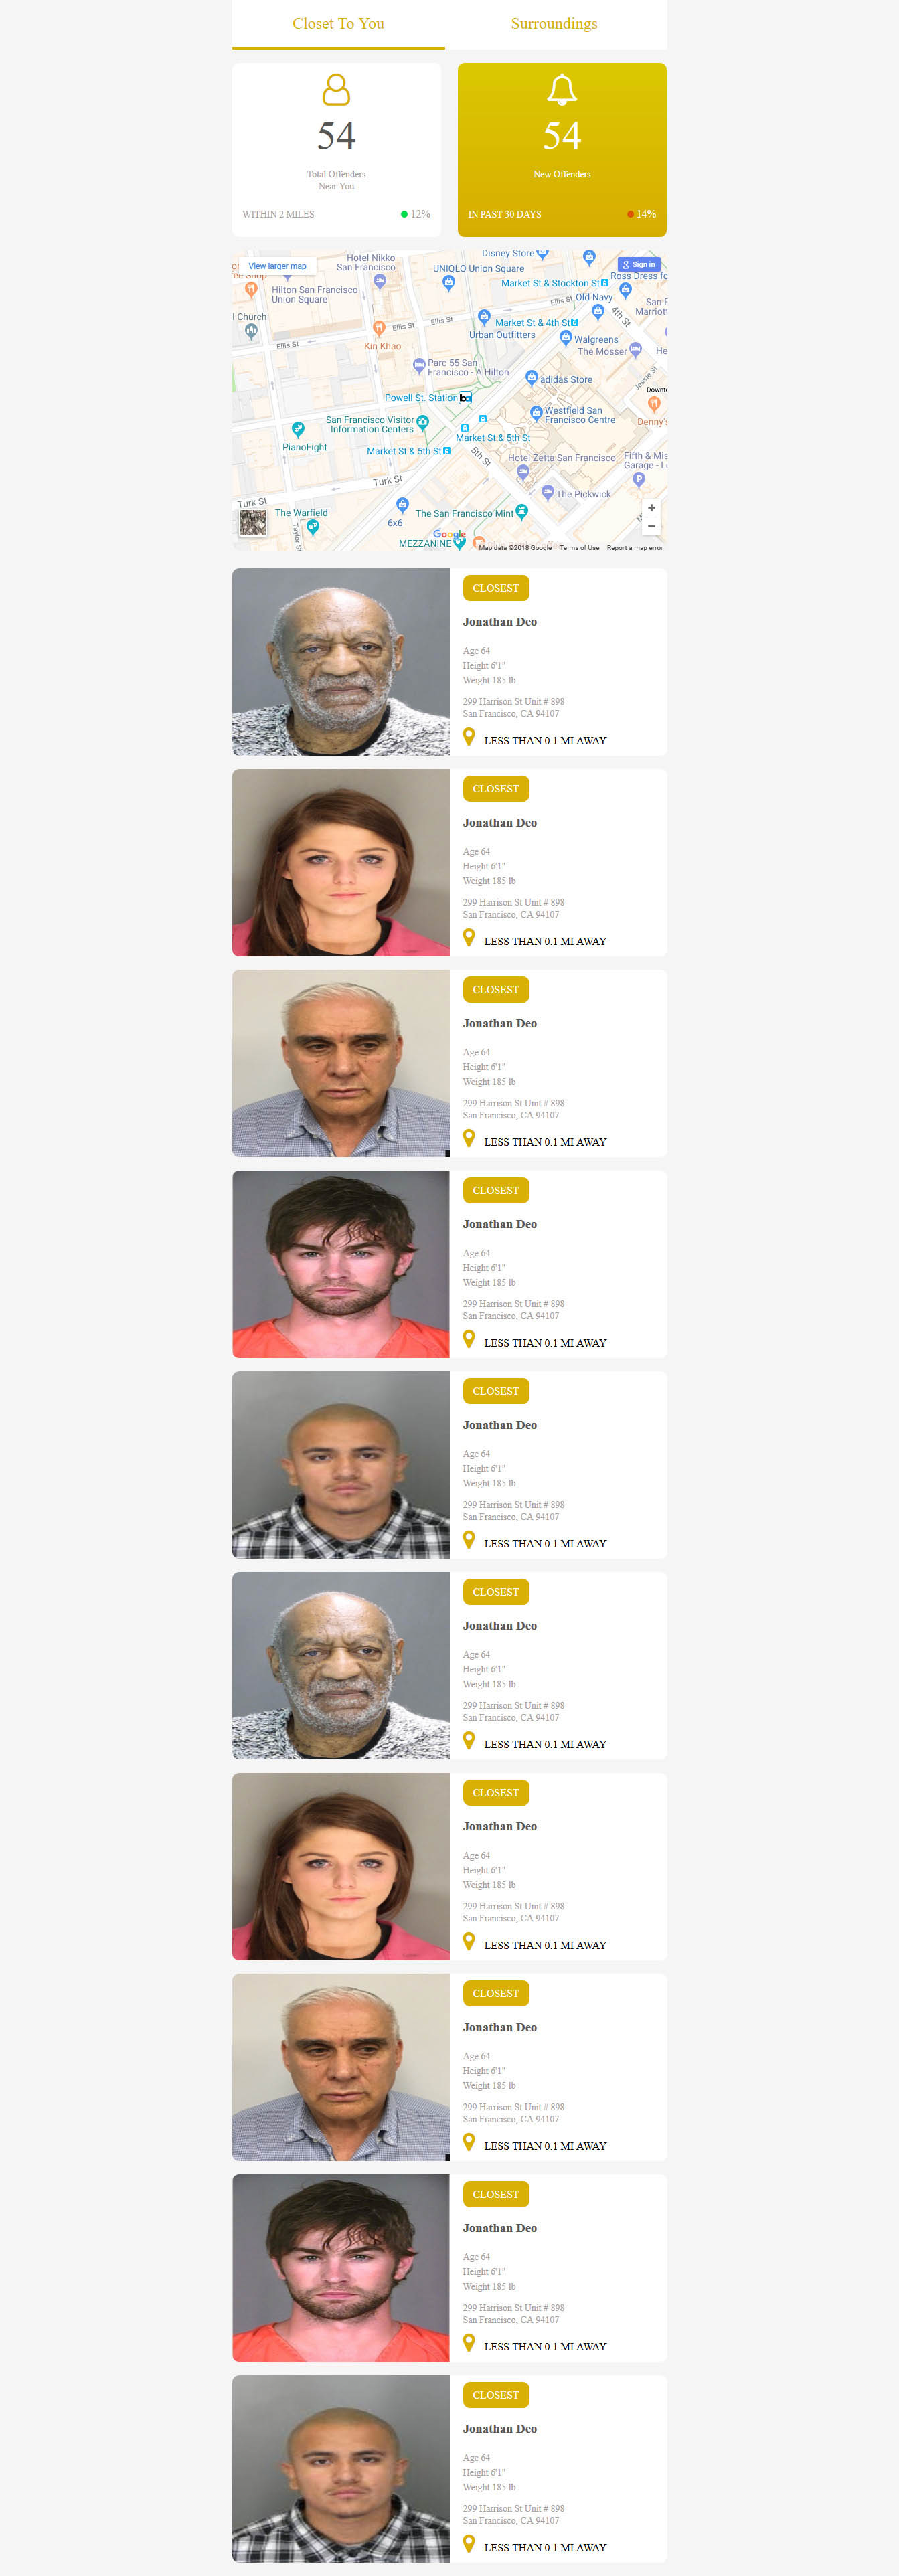 Closet To You
Surroundings
54
Total Offenders
Near You
WITHIN 2 MILES
12%
54
New Offenders
IN PAST 30 DAYS
14%
View larger map
Hotel Nikko
San Francisco
Disney Store
Sign in
UNIQLO Union Square
Ross Dress fo
Hilton San Francisco
Union Square
Market St & Stockton St
Ellis St
Old Navy
4th St
San F
Marriott
l Church
Ellis St
Ellis St
Market St & 4th St
Urban Outfitters
Walgreens
Ellis St
Kin Khao
The Mosser
He
Parc 55 San
Francisco - A Hilton
Jessie St
adidas Store
Downto
Powell St. Station
San Francisco Visitor
Information Centers
Westfield San
Francisco Centre
Denny's
Market St & 5th St
PianoFight
Market St & 5th St
5th St
Hotel Zetta San Francisco
Fifth & Mis
Garage - L
Turk St
The Pickwick
Turk St
The Warfield
The San Francisco Mint
6x6
Taylor St
Google
MEZZANINE
Map data ©2018 Google
Terms of Use
Report a map error
CLOSEST
Jonathan Deo
Age 64
Height 6'1"
Weight 185 lb
299 Harrison St Unit # 898
San Francisco, CA 94107
LESS THAN 0.1 MI AWAY
CLOSEST
Jonathan Deo
Age 64
Height 6'1"
Weight 185 lb
299 Harrison St Unit # 898
San Francisco, CA 94107
LESS THAN 0.1 MI AWAY
CLOSEST
Jonathan Deo
Age 64
Height 6'1"
Weight 185 lb
299 Harrison St Unit # 898
San Francisco, CA 94107
LESS THAN 0.1 MI AWAY
CLOSEST
Jonathan Deo
Age 64
Height 6'1"
Weight 185 lb
299 Harrison St Unit # 898
San Francisco, CA 94107
LESS THAN 0.1 MI AWAY
CLOSEST
Jonathan Deo
Age 64
Height 6'1"
Weight 185 lb
299 Harrison St Unit # 898
San Francisco, CA 94107
LESS THAN 0.1 MI AWAY
CLOSEST
Jonathan Deo
Age 64
Height 6'1"
Weight 185 lb
299 Harrison St Unit # 898
San Francisco, CA 94107
LESS THAN 0.1 MI AWAY
CLOSEST
Jonathan Deo
Age 64
Height 6'1"
Weight 185 lb
299 Harrison St Unit # 898
San Francisco, CA 94107
LESS THAN 0.1 MI AWAY
CLOSEST
Jonathan Deo
Age 64
Height 6'1"
Weight 185 lb
299 Harrison St Unit # 898
San Francisco, CA 94107
LESS THAN 0.1 MI AWAY
CLOSEST
Jonathan Deo
Age 64
Height 6'1"
Weight 185 lb
299 Harrison St Unit # 898
San Francisco, CA 94107
LESS THAN 0.1 MI AWAY
CLOSEST
Jonathan Deo
Age 64
Height 6'1"
Weight 185 lb
299 Harrison St Unit # 898
San Francisco, CA 94107
LESS THAN 0.1 MI AWAY